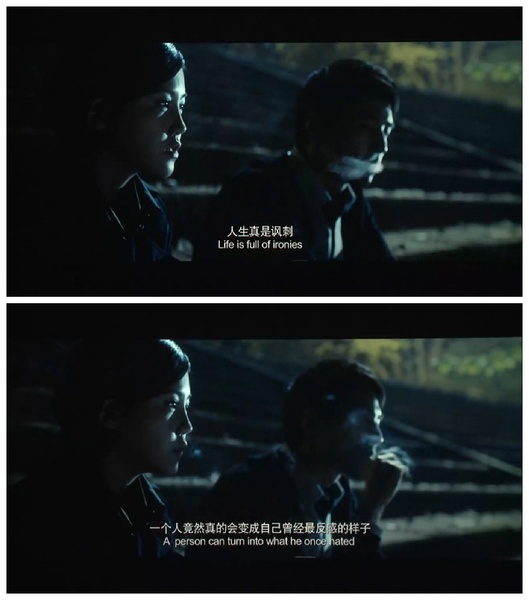 人生真是讽刺
Life is full of ironies
一个人竟然真的会变成自己曾经最反感的样子
A person can turn into what he once hated